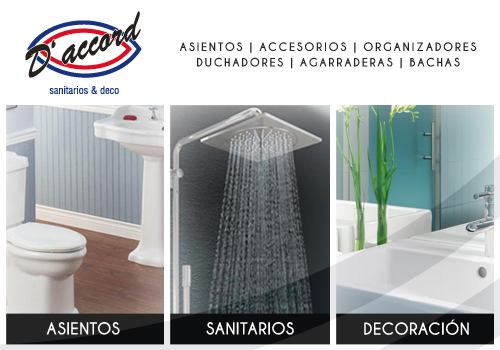 D'accord
sanitarios & deco
ASIENTOS | ACCESORIOS | ORGANIZADORES
DUCHADORES | AGARRADERAS | BACHAS
ASIENTOS
SANITARIOS
DECORACIÓN